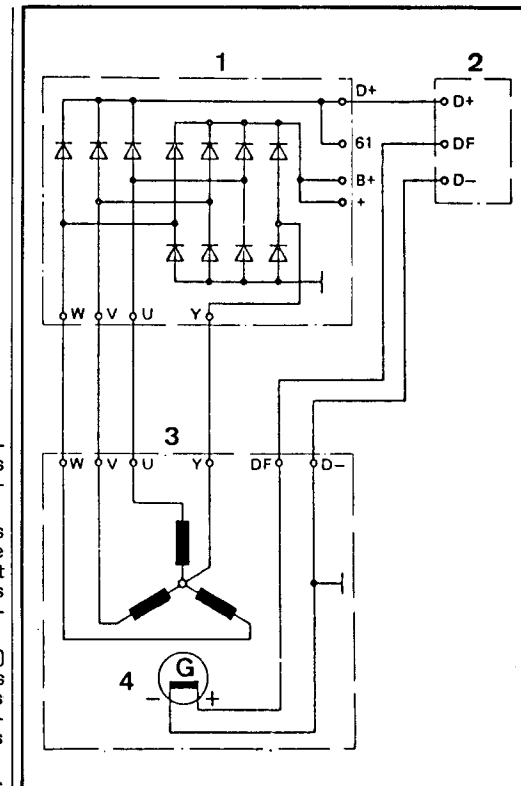 1
2
D+
D+
61
DF
B+
D–
+
W V U Y
3
W V U Y DF D–
4 G
– +